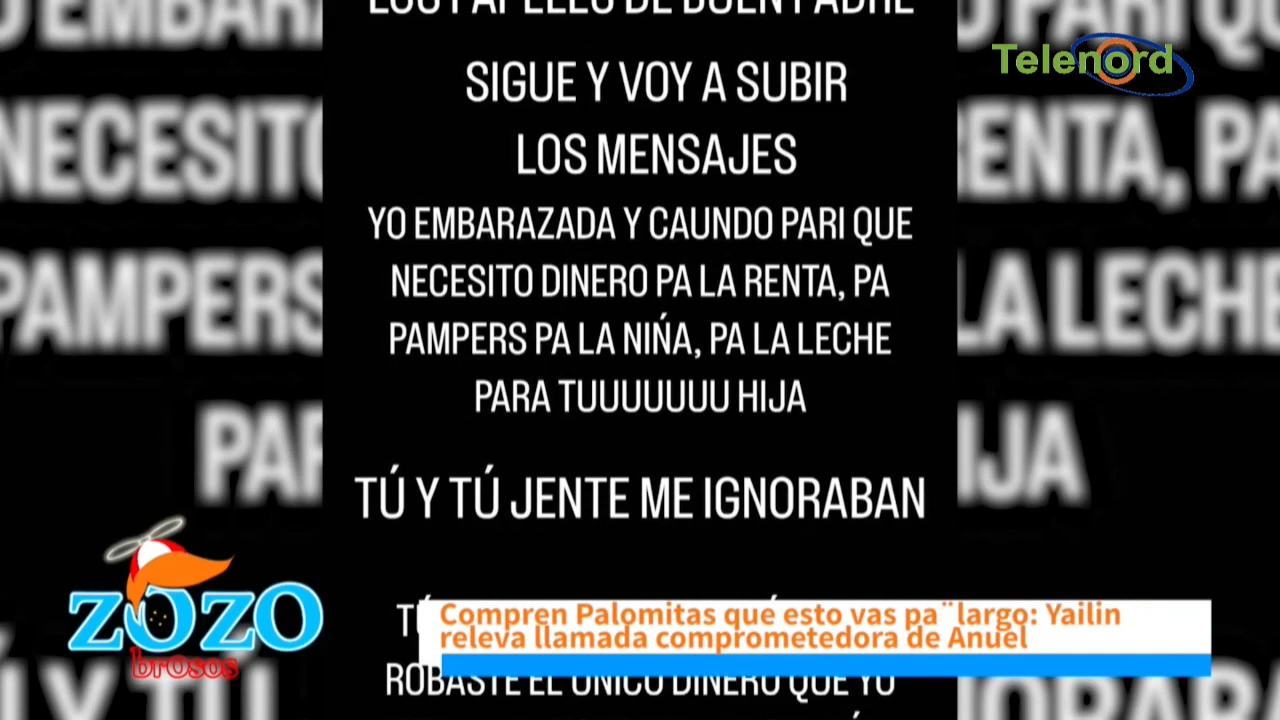 Telenord
SIGUE Y VOY A SUBIR
LOS MENSAJES
YO EMBARAZADA Y CAUNDO PARI QUE
NECESITO DINERO PA LA RENTA, PA
PAMPERS PA LA NIŃA, PA LA LECHE
PARA TUUUUUUU HIJA
TÚ Y TÚ JENTE ME IGNORABAN
ROBASTE EL UNICO DINERO QUE YO
zozo
brOsos
Compren Palomitas que esto vas pa¨largo: Yailin
releva llamada comprometedora de Anuel